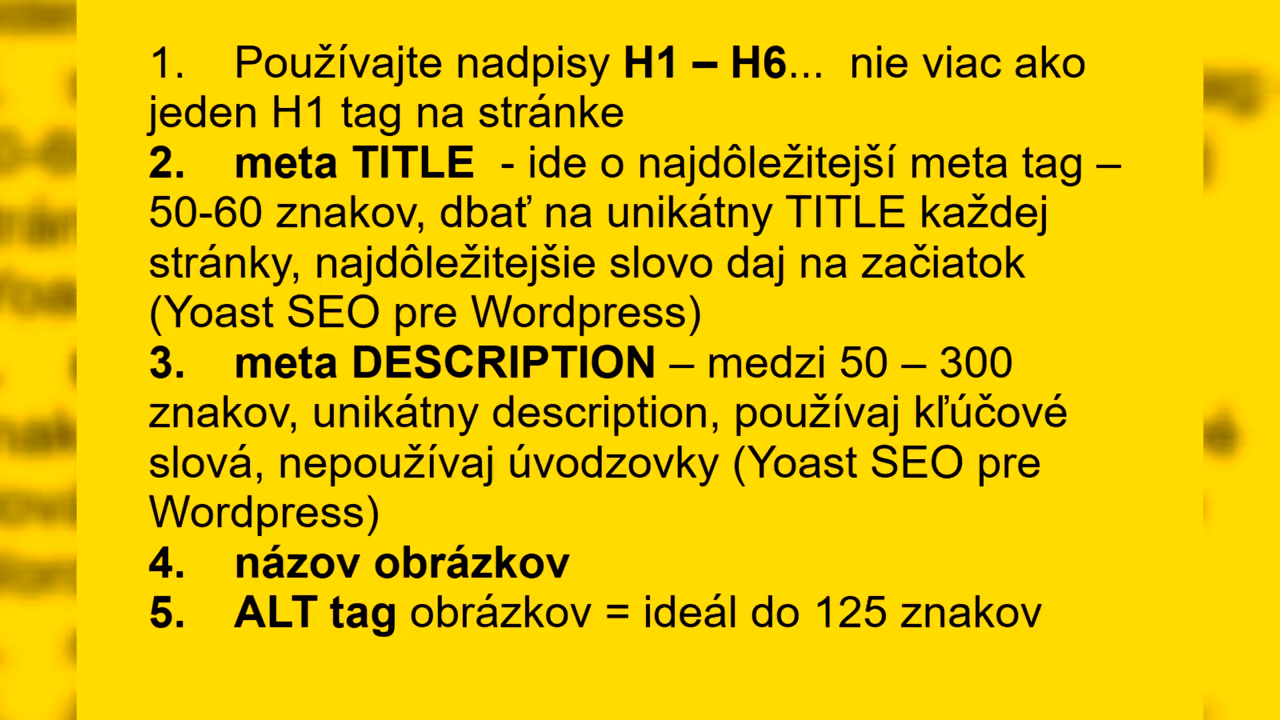 1. Používajte nadpisy H1 – H6... nie viac ako
jeden H1 tag na stránke
2. meta TITLE - ide o najdôležitejší meta tag –
50-60 znakov, dbať na unikátny TITLE každej
stránky, najdôležitejšie slovo daj na začiatok
(Yoast SEO pre Wordpress)
3. meta DESCRIPTION – medzi 50 – 300
znakov, unikátny description, používaj kľúčové
slová, nepoužívaj úvodzovky (Yoast SEO pre
Wordpress)
4. názov obrázkov
5. ALT tag obrázkov = ideál do 125 znakov